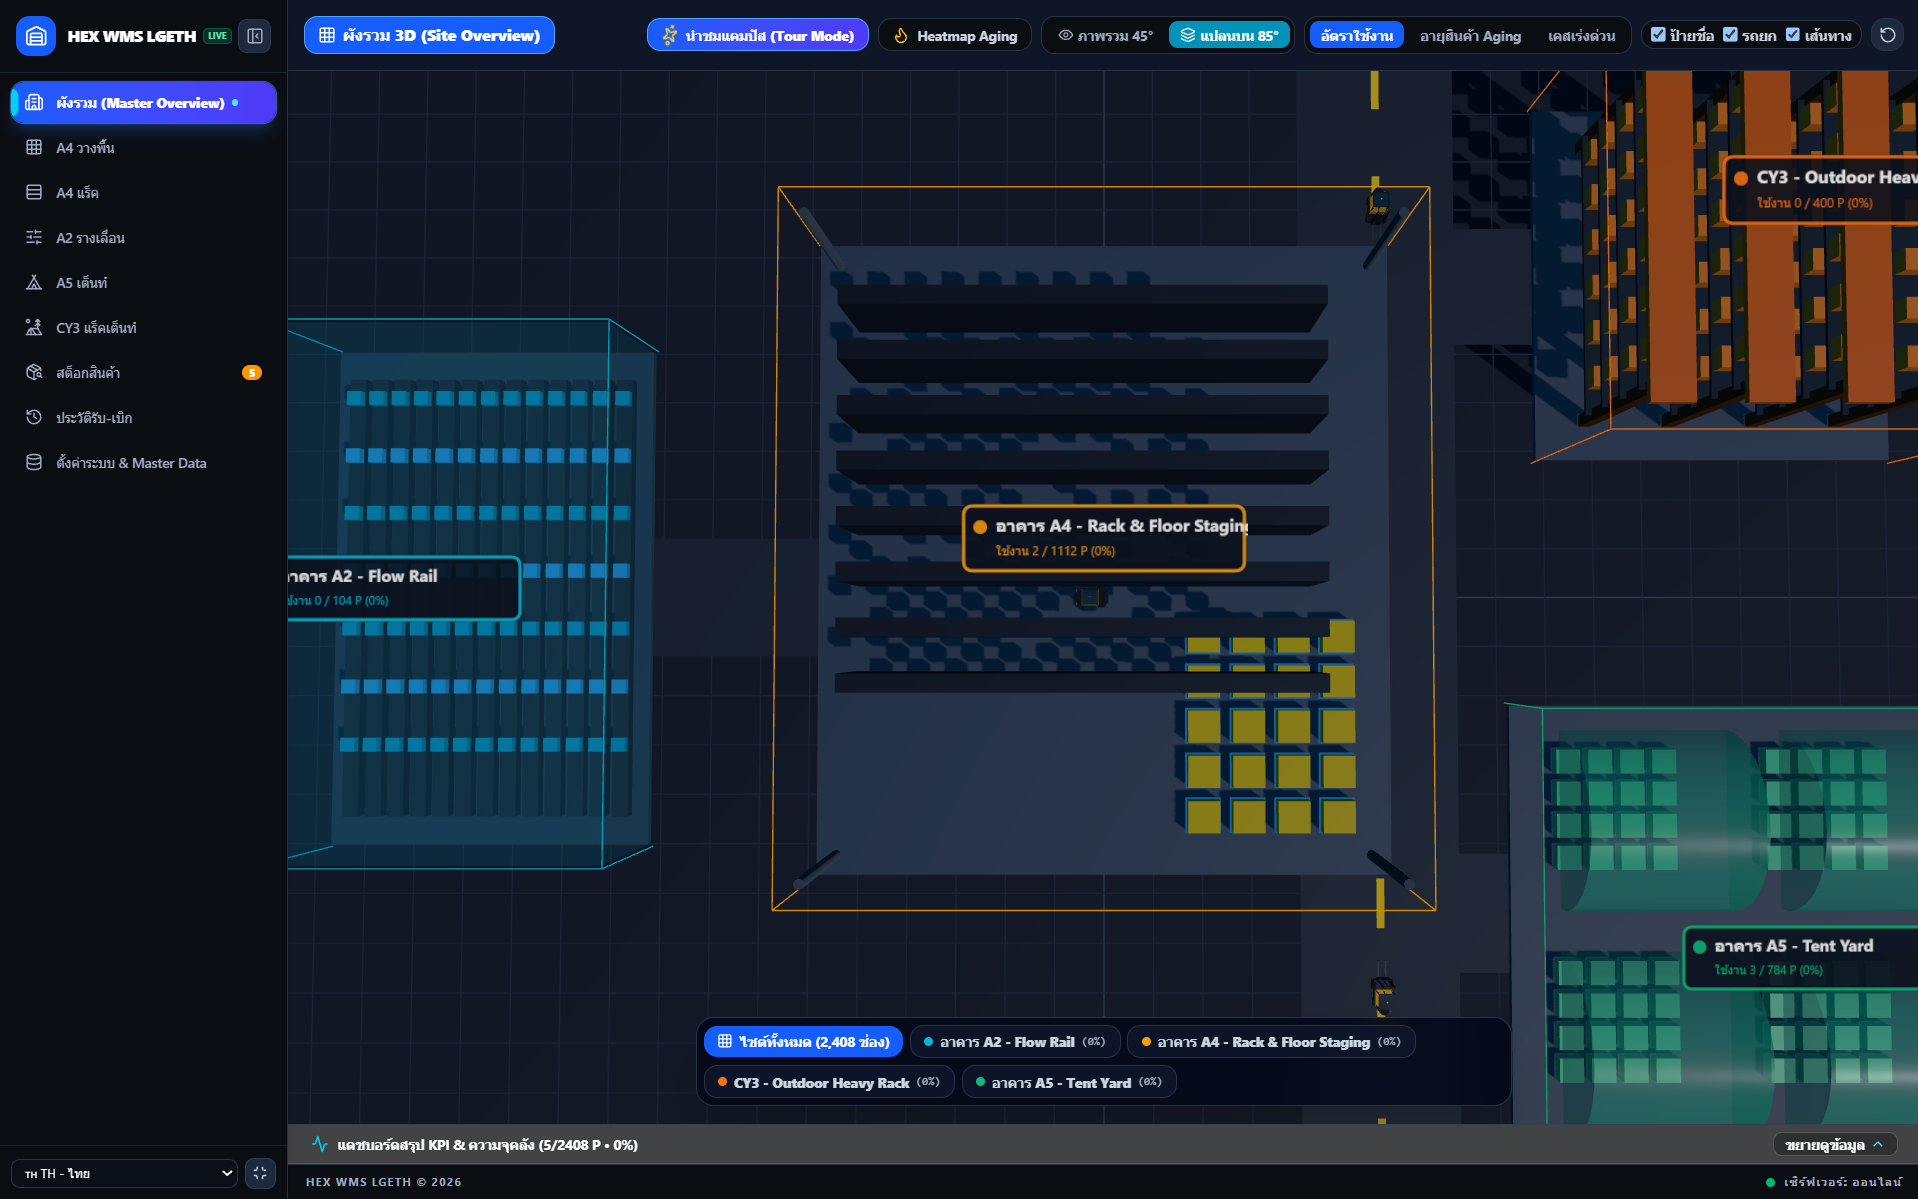 HEX WMS LGETH LIVE
ผังรวม 3D (Site Overview)
นำชมแคมปัส (Tour Mode)
Heatmap Aging
ภาพรวม 45°
แปลนบน 85°
อัตราใช้งาน
อายุสินค้า Aging
เคสเร่งด่วน
ป้ายชื่อ
รถยก
เส้นทาง
ผังรวม (Master Overview)
A4 วางพื้น
A4 แร็ค
A2 รางเลื่อน
A5 เต็นท์
CY3 แร็คเต็นท์
สต็อกสินค้า 5
ประวัติรับ-เบิก
ตั้งค่าระบบ & Master Data
CY3 - Outdoor Heav
ใช้งาน 0 / 400 P (0%)
อาคาร A4 - Rack & Floor Staging
ใช้งาน 2 / 1112 P (0%)
าคาร A2 - Flow Rail
ช้งาน 0 / 104 P (0%)
อาคาร A5 - Tent Yard
ใช้งาน 3 / 784 P (0%)
ไซต์ทั้งหมด (2,408 ช่อง)
อาคาร A2 - Flow Rail (0%)
อาคาร A4 - Rack & Floor Staging (0%)
CY3 - Outdoor Heavy Rack (0%)
อาคาร A5 - Tent Yard (0%)
แดชบอร์ดสรุป KPI & ความจุคลัง (5/2408 P • 0%)
ขยายดูข้อมูล
TH TH - ไทย
HEX WMS LGETH © 2026
เซิร์ฟเวอร์: ออนไลน์